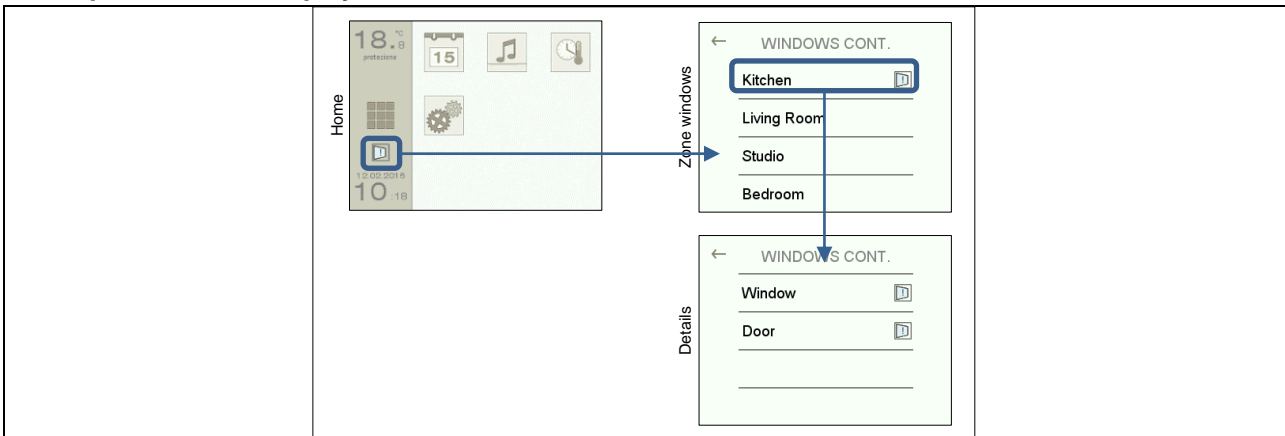 Home
18.8 °C
protezione
15
12.02.2016
10:18
Zone windows
WINDOWS CONT.
Kitchen
Living Room
Studio
Bedroom
Details
WINDOWS CONT.
Window
Door